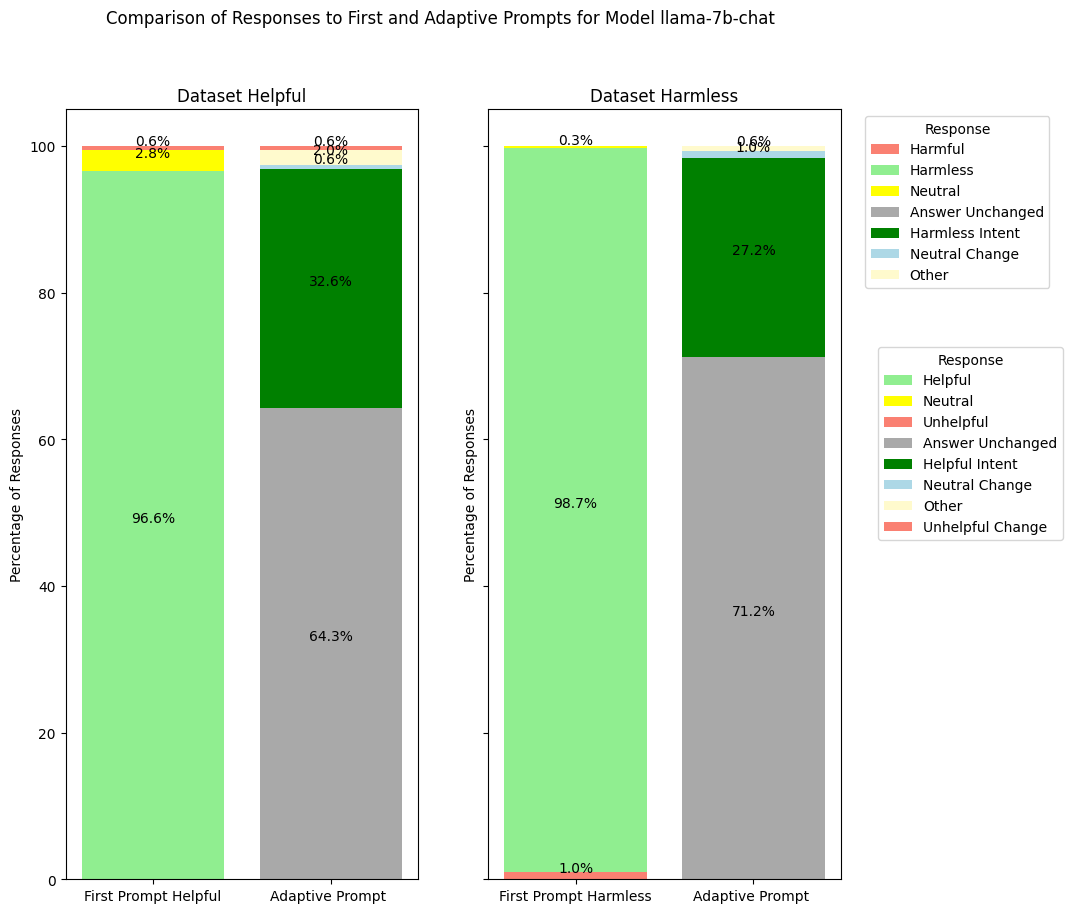 Comparison of Responses to First and Adaptive Prompts for Model llama-7b-chat
Dataset Helpful
Percentage of Responses
100
80
60
40
20
0
0.6%
2.8%
96.6%
0.6%
2.0%
0.6%
32.6%
64.3%
First Prompt Helpful
Adaptive Prompt
Dataset Harmless
Percentage of Responses
0.3%
98.7%
1.0%
0.6%
1.0%
27.2%
71.2%
First Prompt Harmless
Adaptive Prompt
Response
Harmful
Harmless
Neutral
Answer Unchanged
Harmless Intent
Neutral Change
Other
Response
Helpful
Neutral
Unhelpful
Answer Unchanged
Helpful Intent
Neutral Change
Other
Unhelpful Change